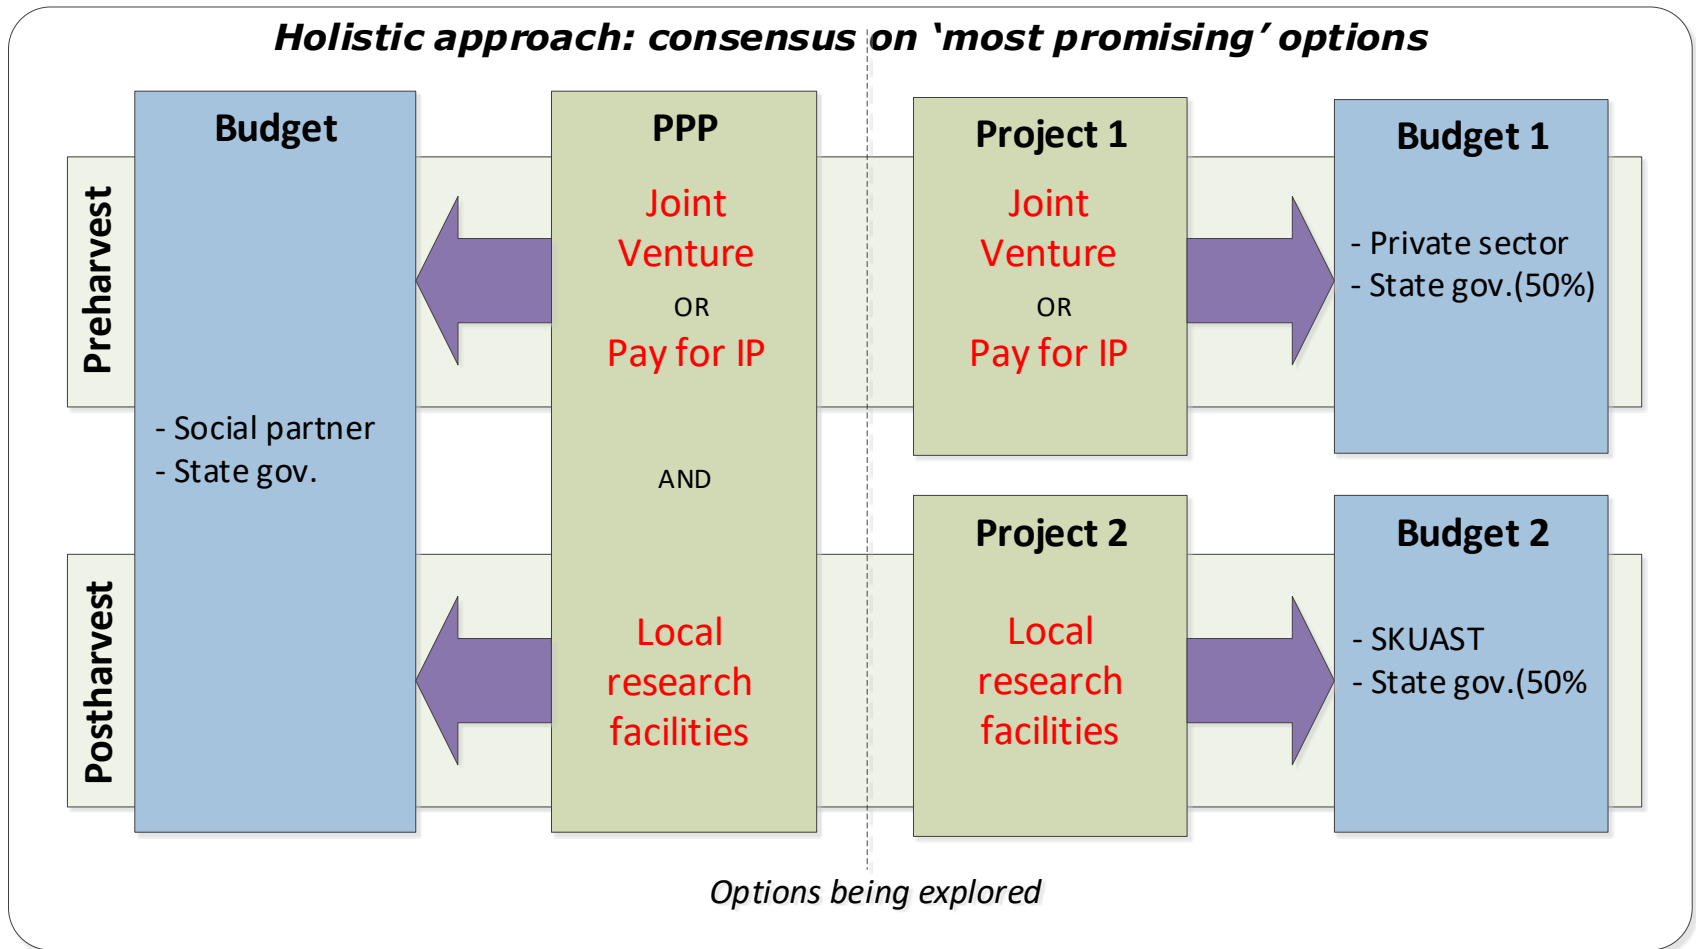 Holistic approach: consensus on ‘most promising’ options
Preharvest
Postharvest
Budget
- Social partner
- State gov.
PPP
Joint
Venture
OR
Pay for IP
AND
Local
research
facilities
Project 1
Joint
Venture
OR
Pay for IP
Budget 1
- Private sector
- State gov.(50%)
Project 2
Local
research
facilities
Budget 2
- SKUAST
- State gov.(50%
Options being explored